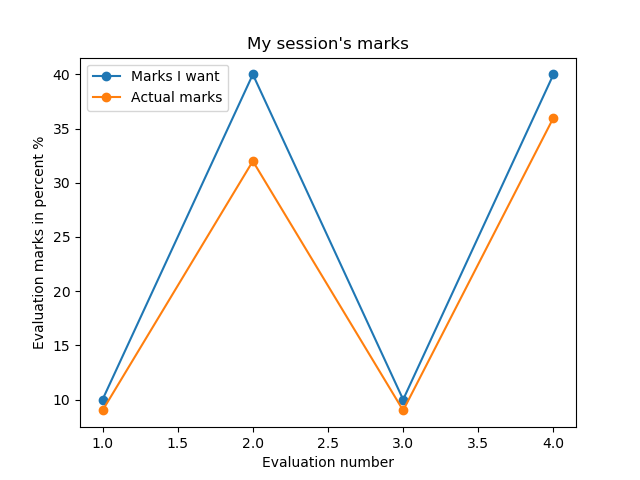 My session's marks
Marks I want
Actual marks
40
35
30
25
20
15
10
Evaluation marks in percent %
1.0 1.5 2.0 2.5 3.0 3.5 4.0
Evaluation number